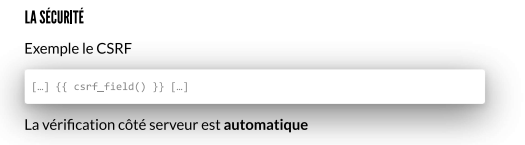 LA SÉCURITÉ
Exemple le CSRF
[…] {{ csrf_field() }} […]
La vérification côté serveur est automatique